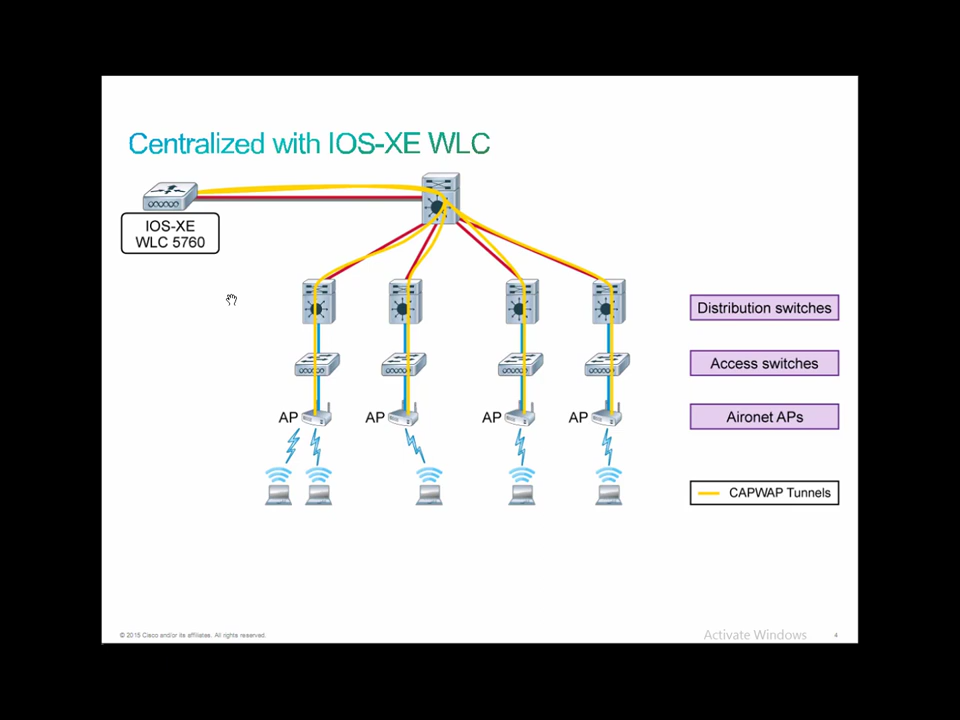 Centralized with IOS-XE WLC
IOS-XE
WLC 5760
Distribution switches
Access switches
AP
AP
AP
AP
Aironet APs
CAPWAP Tunnels
© 2015 Cisco and/or its affiliates. All rights reserved.
Activate Windows
4